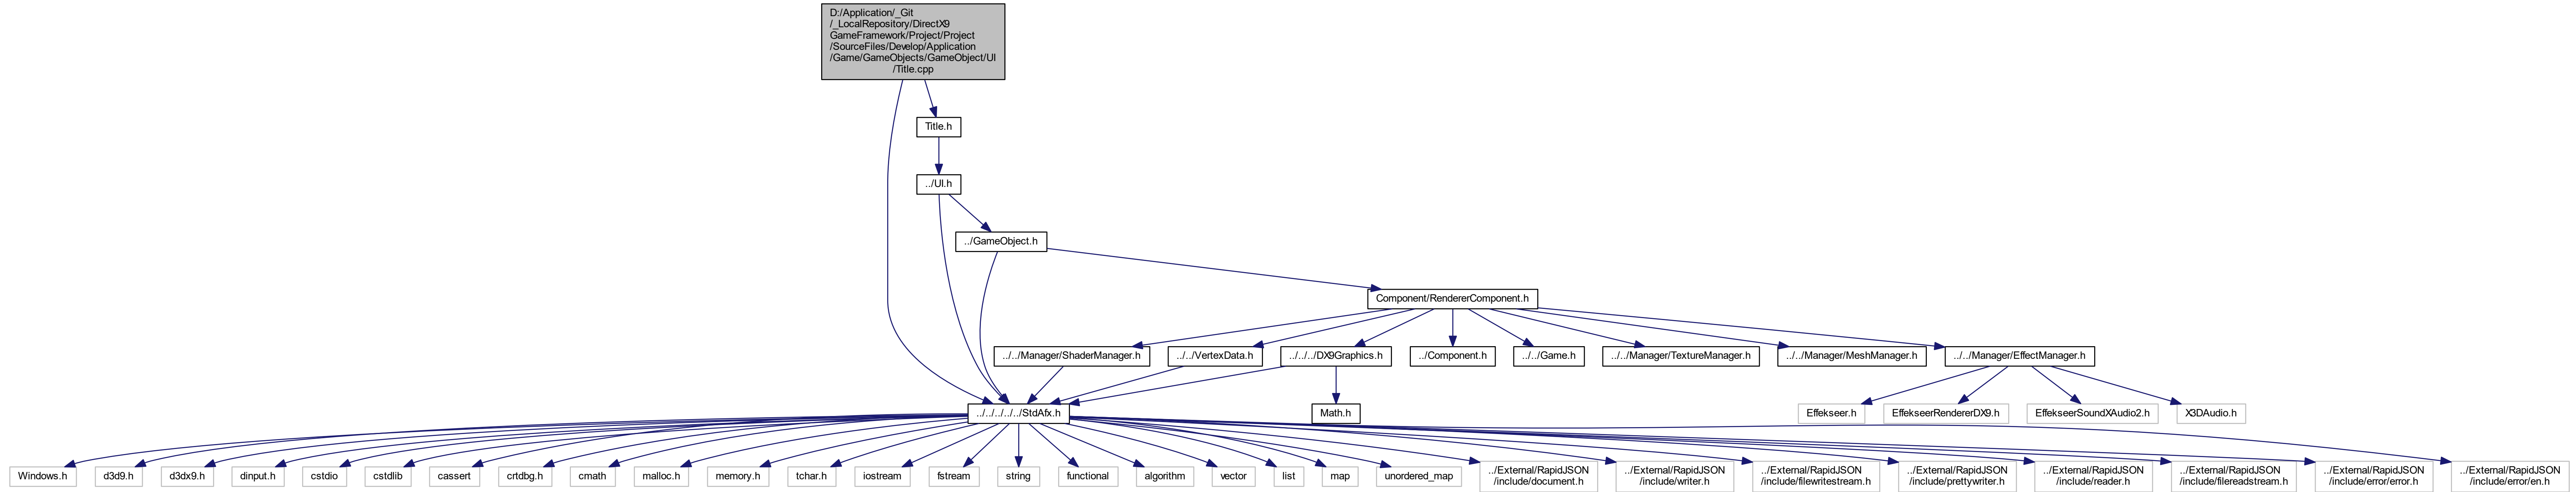 D:/Application/_Git
/_LocalRepository/DirectX9
GameFramework/Project/Project
/SourceFiles/Develop/Application
/Game/GameObjects/GameObject/UI
/Title.cpp
Title.h
../UI.h
../GameObject.h
Component/RendererComponent.h
../../Manager/ShaderManager.h
../../VertexData.h
../../../DX9Graphics.h
../Component.h
../../Game.h
../../Manager/TextureManager.h
../../Manager/MeshManager.h
../../Manager/EffectManager.h
../../../../../StdAfx.h
Math.h
Effekseer.h
EffekseerRendererDX9.h
EffekseerSoundXAudio2.h
X3DAudio.h
Windows.h
d3d9.h
d3dx9.h
dinput.h
cstdio
cstdlib
cassert
crtdbg.h
cmath
malloc.h
memory.h
tchar.h
iostream
fstream
string
functional
algorithm
vector
list
map
unordered_map
../External/RapidJSON
/include/document.h
../External/RapidJSON
/include/writer.h
../External/RapidJSON
/include/filewritestream.h
../External/RapidJSON
/include/prettywriter.h
../External/RapidJSON
/include/reader.h
../External/RapidJSON
/include/filereadstream.h
../External/RapidJSON
/include/error/error.h
../External/RapidJSON
/include/error/en.h